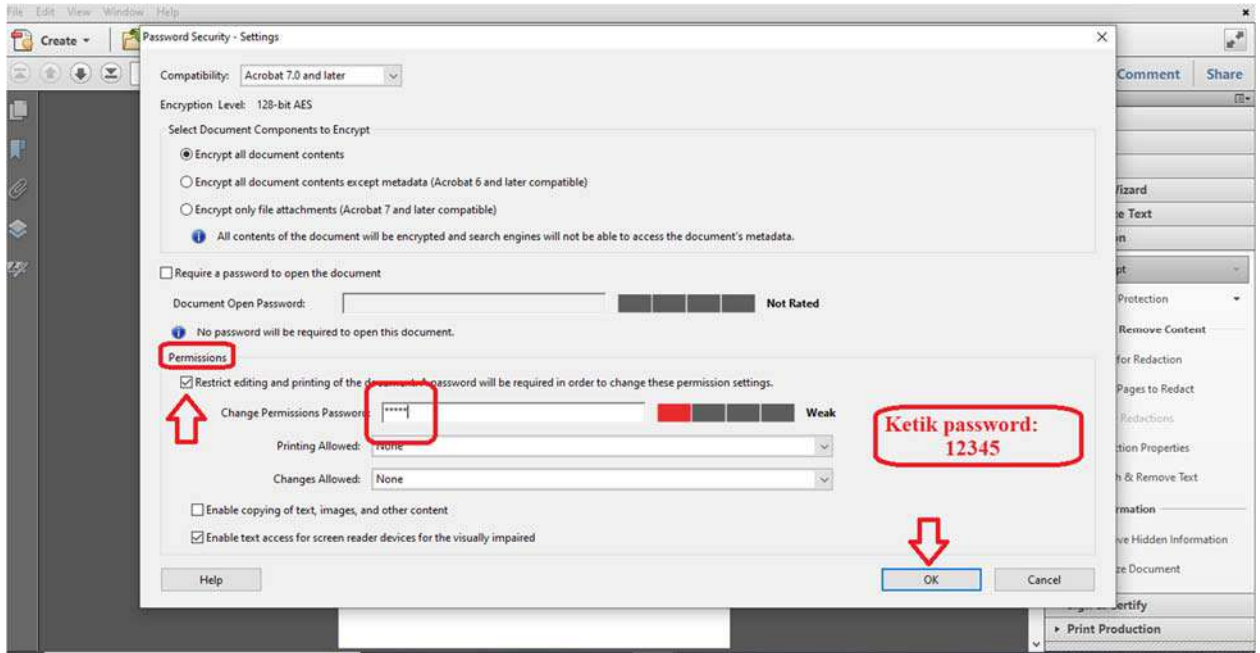 File Edit View Window Help
Create
Password Security - Settings
Comment Share
Compatibility: Acrobat 7.0 and later
Encryption Level: 128-bit AES
Select Document Components to Encrypt
Encrypt all document contents
Encrypt all document contents except metadata (Acrobat 6 and later compatible)
Encrypt only file attachments (Acrobat 7 and later compatible)
All contents of the document will be encrypted and search engines will not be able to access the document's metadata.
Require a password to open the document
Document Open Password: Not Rated
No password will be required to open this document.
Permissions
Restrict editing and printing of the document. A password will be required in order to change these permission settings.
Change Permissions Password: ***** Weak
Ketik password:
12345
Printing Allowed: None
Changes Allowed: None
Enable copying of text, images, and other content
Enable text access for screen reader devices for the visually impaired
Help OK Cancel
Text
Protection
Remove Content
for Redaction
Pages to Redact
Redactions
Properties
& Remove Text
Hidden Information
Document
Print Production